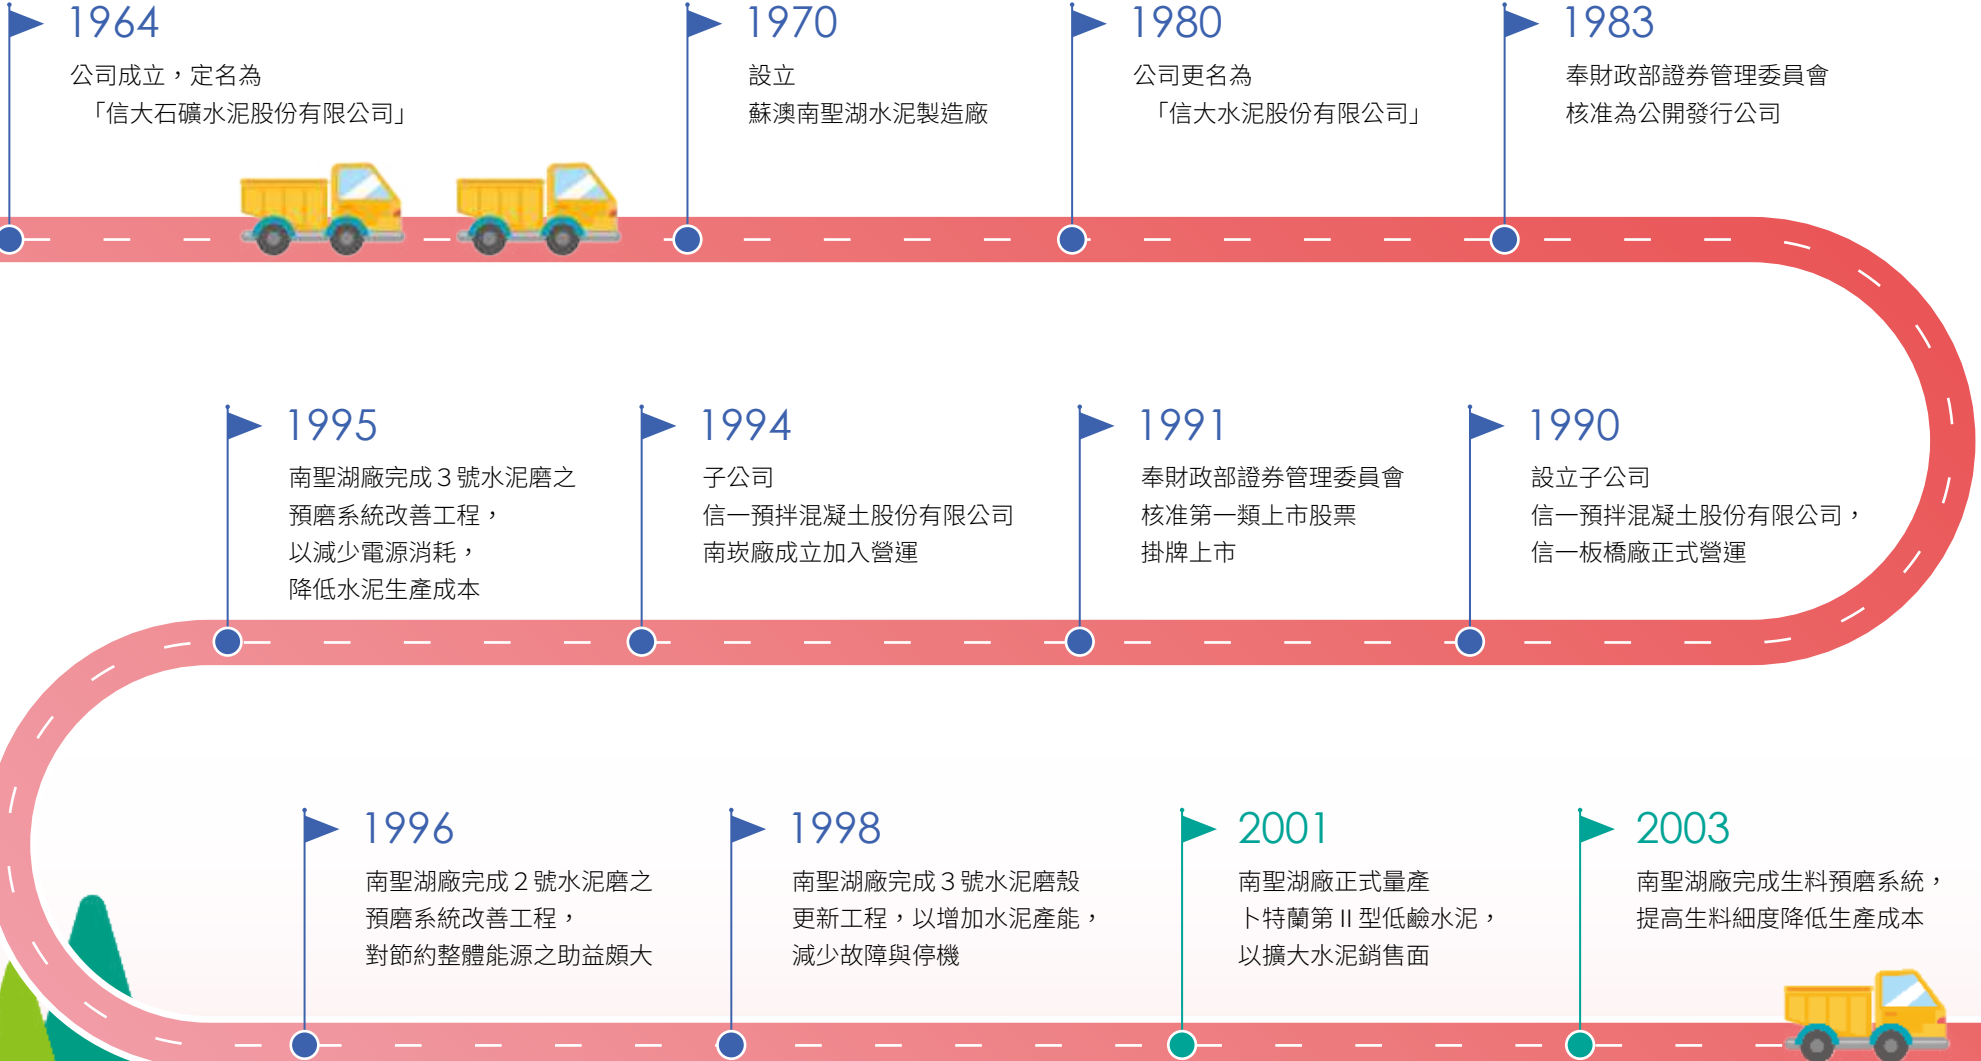 1964
公司成立，定名為
「信大石礦水泥股份有限公司」
1970
設立
蘇澳南聖湖水泥製造廠
1980
公司更名為
「信大水泥股份有限公司」
1983
奉財政部證券管理委員會
核准為公開發行公司
1990
設立子公司
信一預拌混凝土股份有限公司，
信一板橋廠正式營運
1991
奉財政部證券管理委員會
核准第一類上市股票
掛牌上市
1994
子公司
信一預拌混凝土股份有限公司
南崁廠成立加入營運
1995
南聖湖廠完成３號水泥磨之
預磨系統改善工程，
以減少電源消耗，
降低水泥生產成本
1996
南聖湖廠完成２號水泥磨之
預磨系統改善工程，
對節約整體能源之助益頗大
1998
南聖湖廠完成３號水泥磨殼
更新工程，以增加水泥產能，
減少故障與停機
2001
南聖湖廠正式量產
卜特蘭第Ⅱ型低鹼水泥，
以擴大水泥銷售面
2003
南聖湖廠完成生料預磨系統，
提高生料細度降低生產成本